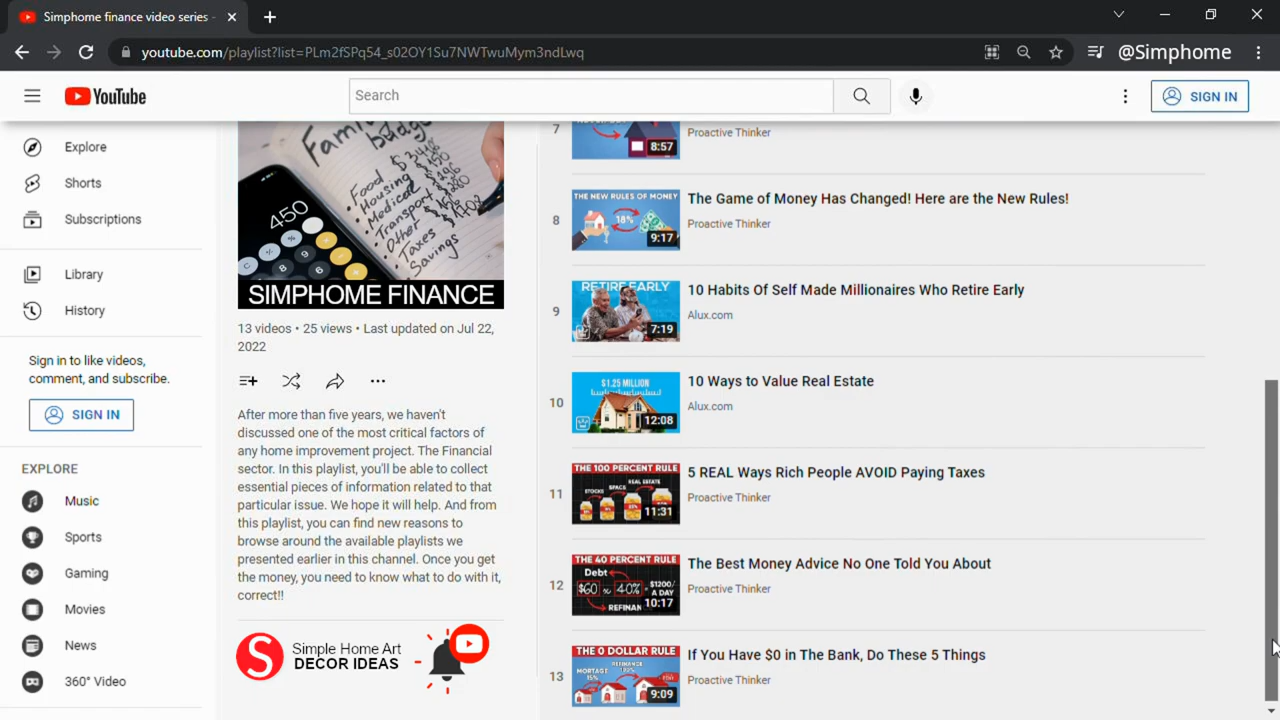 Simphome finance video series -
youtube.com/playlist?list=PLm2fSPq54_s02OY1Su7NWTwuMym3ndLwq
@Simphome
YouTube
Search
SIGN IN
Explore
Shorts
Subscriptions
Library
History
Sign in to like videos,
comment, and subscribe.
SIGN IN
EXPLORE
Music
Sports
Gaming
Movies
News
360° Video
Family
budget
Food
Housing
Medical
Transport
Other
Taxes
Savings
450
SIMPHOME FINANCE
13 videos • 25 views • Last updated on Jul 22,
2022
After more than five years, we haven't
discussed one of the most critical factors of
any home improvement project. The Financial
sector. In this playlist, you'll be able to collect
essential pieces of information related to that
particular issue. We hope it will help. And from
this playlist, you can find new reasons to
browse around the available playlists we
presented earlier in this channel. Once you get
the money, you need to know what to do with it,
correct!!
S
Simple Home Art
DECOR IDEAS
7
8:57
Proactive Thinker
8
THE NEW RULES OF MONEY
18%
9:17
The Game of Money Has Changed! Here are the New Rules!
Proactive Thinker
9
RETIRE EARLY
7:19
10 Habits Of Self Made Millionaires Who Retire Early
Alux.com
10
$1.25 MILLION
12:08
10 Ways to Value Real Estate
Alux.com
11
THE 100 PERCENT RULE
STOCKS
SPACS
REAL ESTATE
11:31
5 REAL Ways Rich People AVOID Paying Taxes
Proactive Thinker
12
THE 40 PERCENT RULE
Debt
$60 % 40% = $1200/
A DAY
REFINAN
10:17
The Best Money Advice No One Told You About
Proactive Thinker
13
THE 0 DOLLAR RULE
MORTAGE
15%
REFINANCE
100%
9:09
If You Have $0 in The Bank, Do These 5 Things
Proactive Thinker